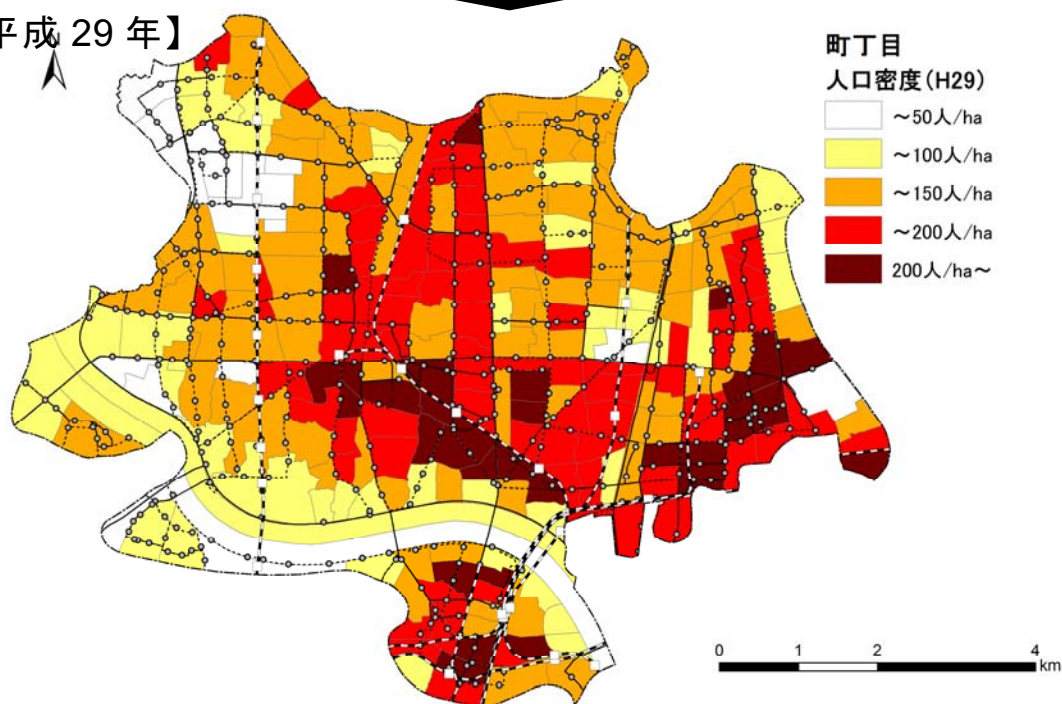 平成 29 年】
N
町丁目
人口密度(H29)
～50人/ha
～100人/ha
～150人/ha
～200人/ha
200人/ha～
0 1 2 4
km